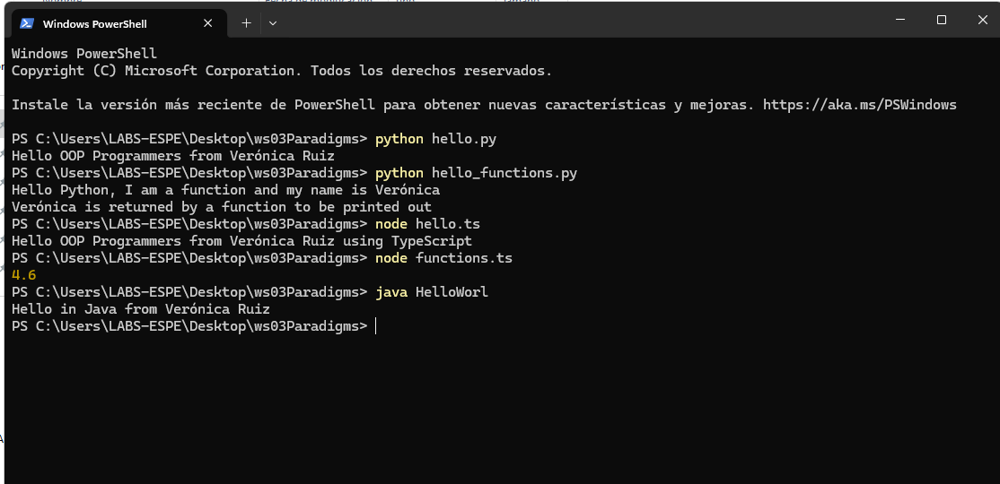 Windows PowerShell
Windows PowerShell
Copyright (C) Microsoft Corporation. Todos los derechos reservados.
Instale la versión más reciente de PowerShell para obtener nuevas características y mejoras. https://aka.ms/PSWindows
PS C:\Users\LABS-ESPE\Desktop\ws03Paradigms> python hello.py
Hello OOP Programmers from Verónica Ruiz
PS C:\Users\LABS-ESPE\Desktop\ws03Paradigms> python hello_functions.py
Hello Python, I am a function and my name is Verónica
Verónica is returned by a function to be printed out
PS C:\Users\LABS-ESPE\Desktop\ws03Paradigms> node hello.ts
Hello OOP Programmers from Verónica Ruiz using TypeScript
PS C:\Users\LABS-ESPE\Desktop\ws03Paradigms> node functions.ts
4.6
PS C:\Users\LABS-ESPE\Desktop\ws03Paradigms> java HelloWorl
Hello in Java from Verónica Ruiz
PS C:\Users\LABS-ESPE\Desktop\ws03Paradigms>